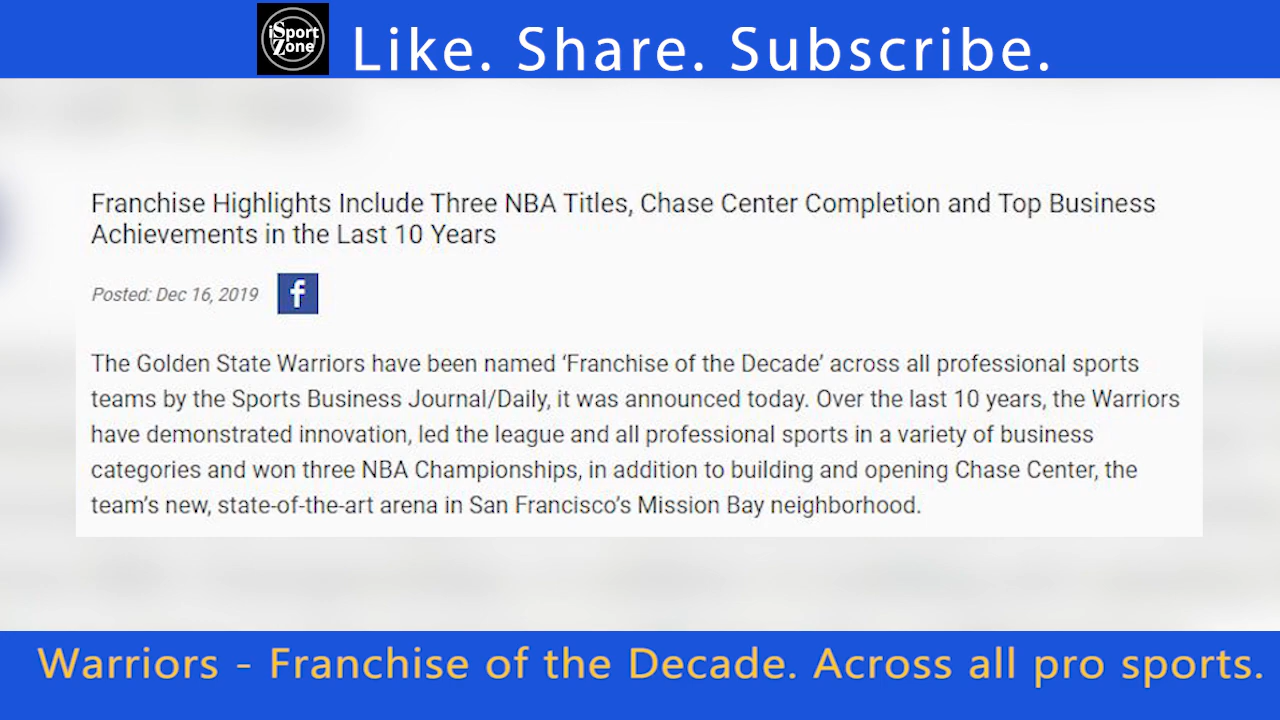 iSport
Zone
Like. Share. Subscribe.
Franchise Highlights Include Three NBA Titles, Chase Center Completion and Top Business
Achievements in the Last 10 Years
Posted: Dec 16, 2019
f
The Golden State Warriors have been named ‘Franchise of the Decade’ across all professional sports
teams by the Sports Business Journal/Daily, it was announced today. Over the last 10 years, the Warriors
have demonstrated innovation, led the league and all professional sports in a variety of business
categories and won three NBA Championships, in addition to building and opening Chase Center, the
team’s new, state-of-the-art arena in San Francisco’s Mission Bay neighborhood.
Warriors - Franchise of the Decade. Across all pro sports.